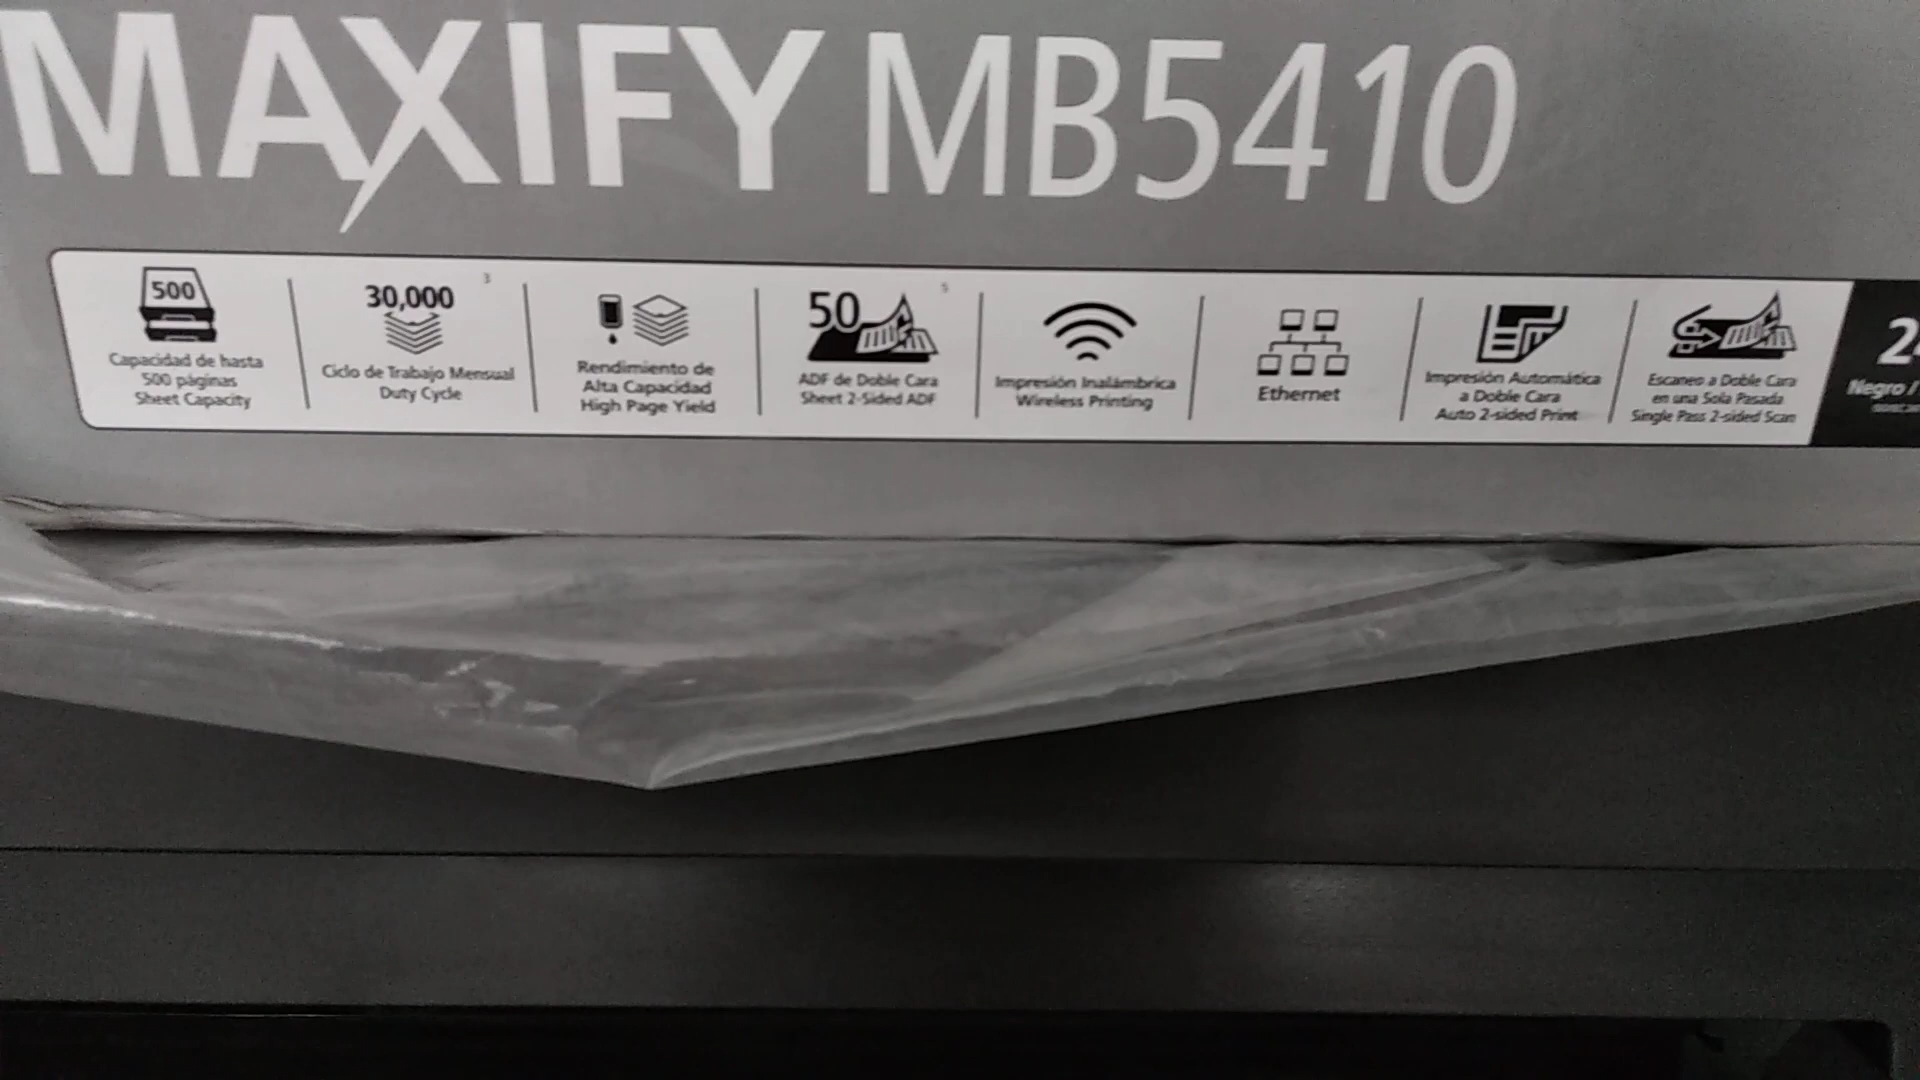 MAXIFY MB5410
500
Capacidad de hasta
500 páginas
Sheet Capacity
30,000 3
Ciclo de Trabajo Mensual
Duty Cycle
Rendimiento de
Alta Capacidad
High Page Yield
50 5
ADF de Doble Cara
Sheet 2-Sided ADF
Impresión Inalámbrica
Wireless Printing
Ethernet
Impresión Automática
a Doble Cara
Auto 2-sided Print
Escaneo a Doble Cara
en una Sola Pasada
Single Pass 2-sided Scan
Negro /